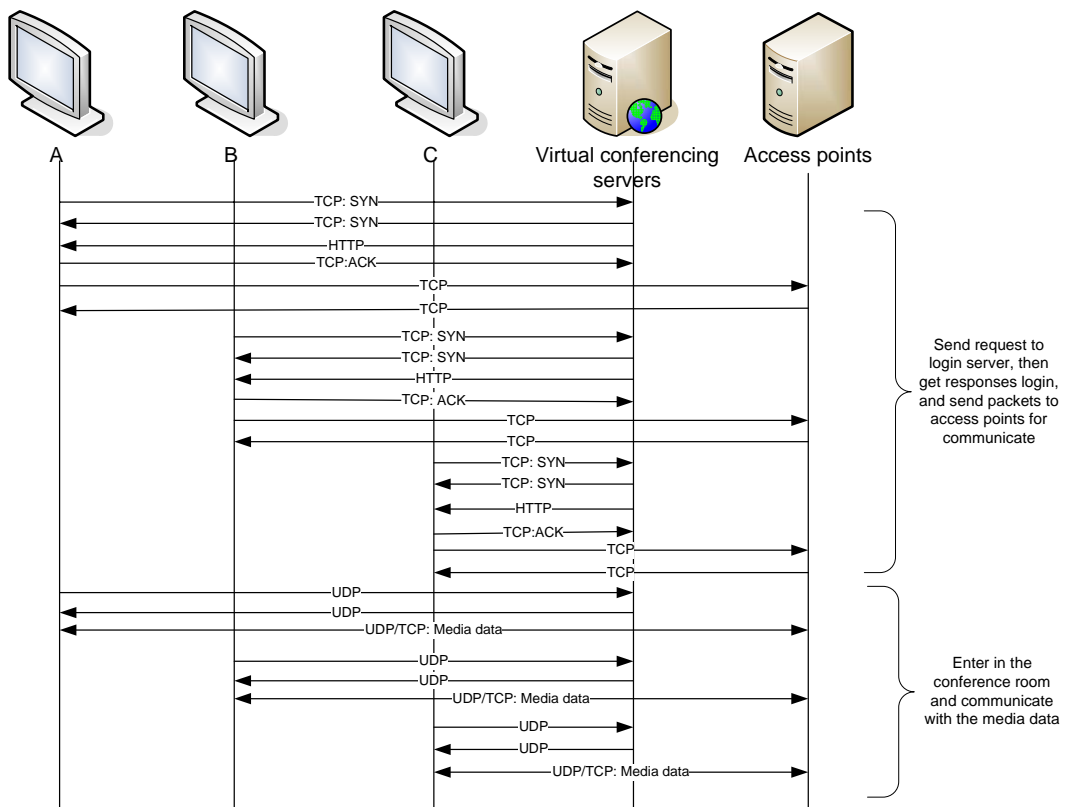 A
B
C
Virtual conferencing
servers
Access points
TCP: SYN
TCP: SYN
HTTP
TCP:ACK
TCP
TCP
TCP: SYN
TCP: SYN
HTTP
TCP: ACK
TCP
TCP
TCP: SYN
TCP: SYN
HTTP
TCP:ACK
TCP
TCP
Send request to
login server, then
get responses login,
and send packets to
access points for
communicate
UDP
UDP
UDP/TCP: Media data
UDP
UDP
UDP/TCP: Media data
UDP
UDP
UDP/TCP: Media data
Enter in the
conference room
and communicate
with the media data